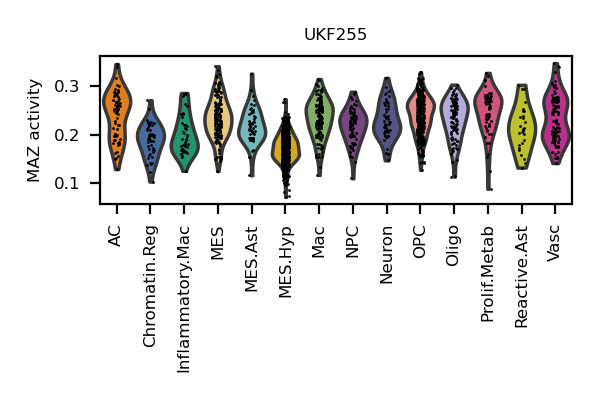 UKF255
MAZ activity
0.3
0.2
0.1
AC
Chromatin.Reg
Inflammatory.Mac
MES
MES.Ast
MES.Hyp
Mac
NPC
Neuron
OPC
Oligo
Prolif.Metab
Reactive.Ast
Vasc